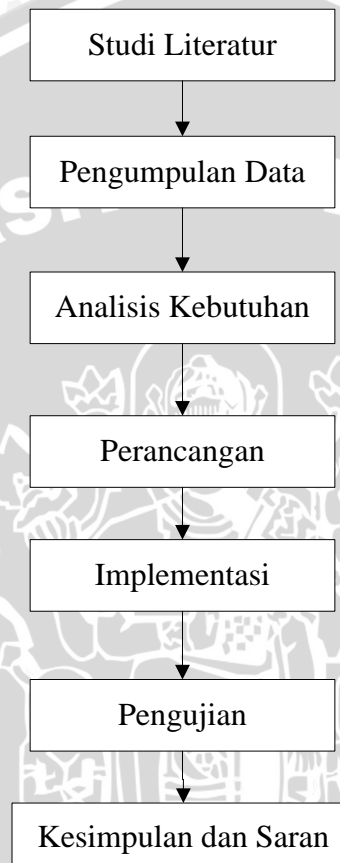 Studi Literatur
Pengumpulan Data
Analisis Kebutuhan
Perancangan
Implementasi
Pengujian
Kesimpulan dan Saran